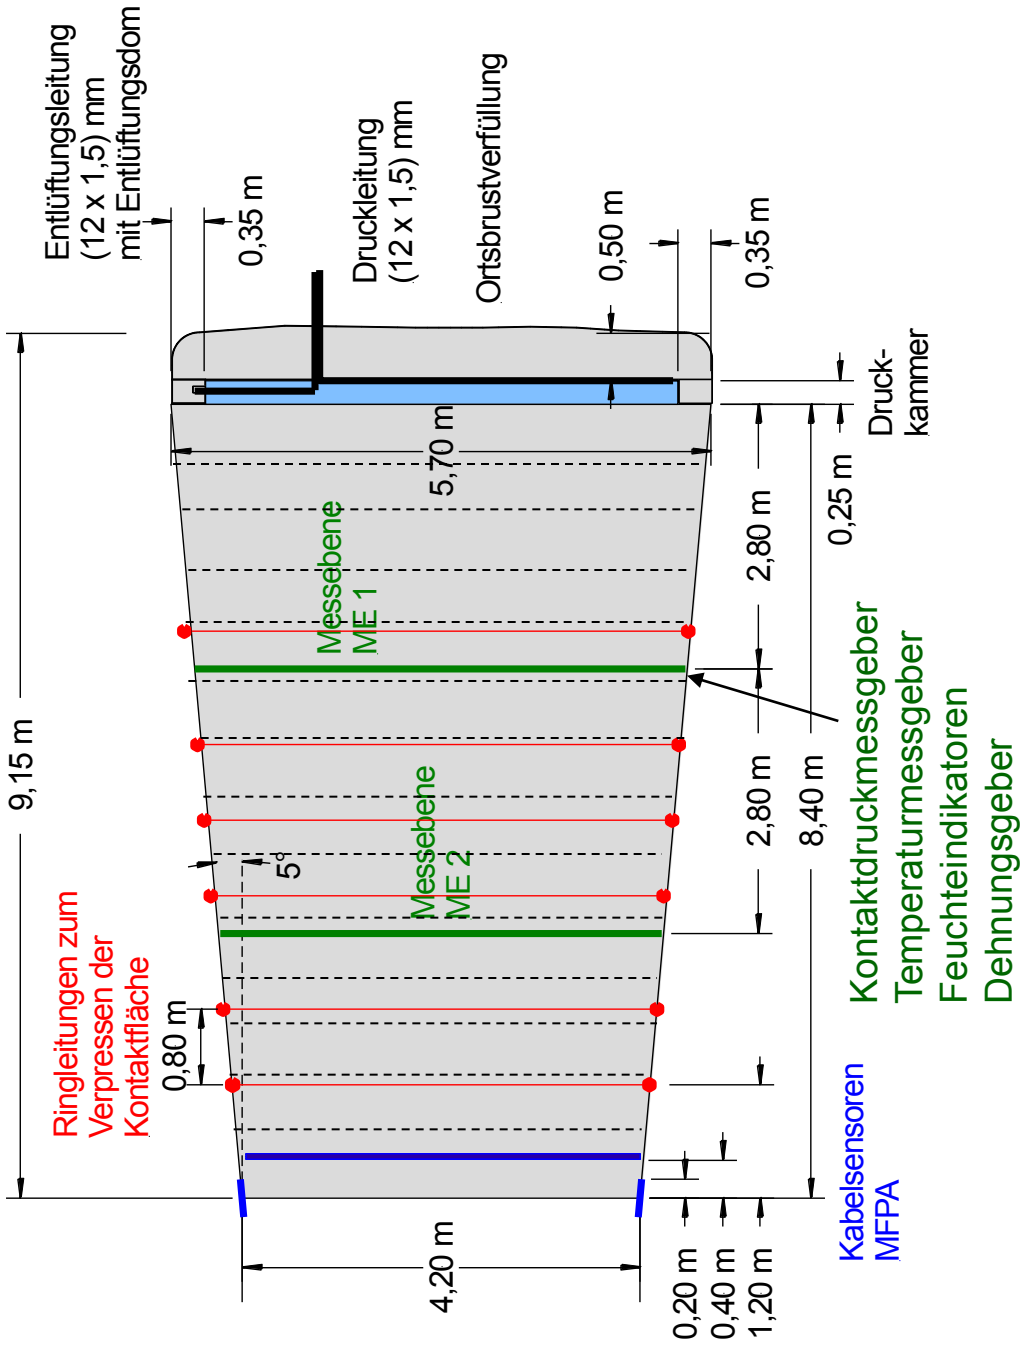 Entlüftungsleitung
(12 x 1,5) mm
mit Entlüftungsdom
0,35 m
Druckleitung
(12 x 1,5) mm
Ortsbrustverfüllung
0,50 m
0,35 m
9,15 m
5,70 m
Druck-
kammer
0,25 m
Messebene
ME 1
2,80 m
Messebene
ME 2
2,80 m
8,40 m
5°
Kontaktdruckmessgeber
Temperaturmessgeber
Feuchteindikatoren
Dehnungsgeber
Ringleitungen zum
Verpressen der
Kontaktfläche
0,80 m
Kabelsensoren
MFPA
4,20 m
0,20 m
0,40 m
1,20 m